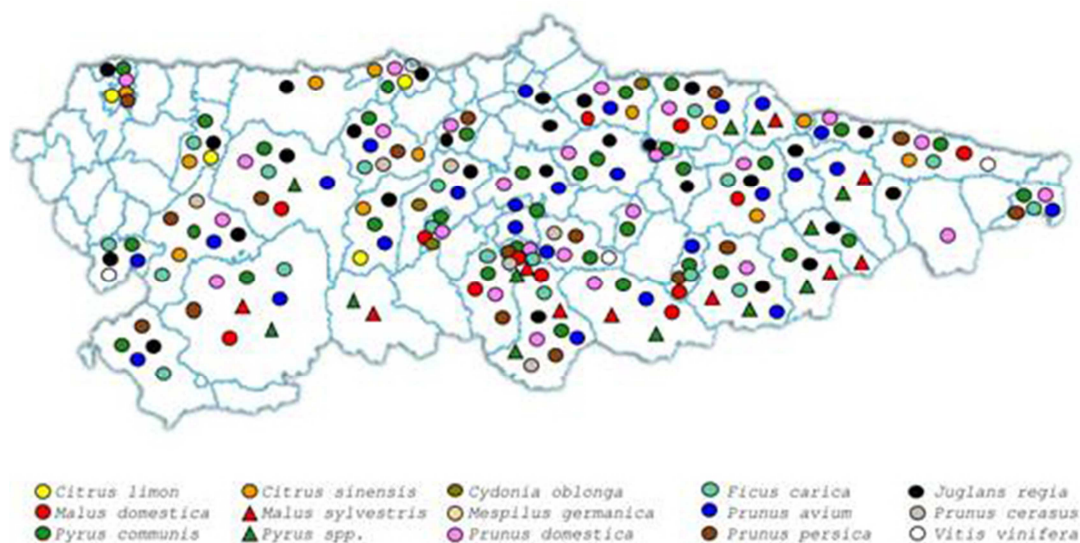 Citrus limon Citrus sinensis Cydonia oblonga Ficus carica Juglans regia
Malus domestica Malus sylvestris Mespilus germanica Prunus avium Prunus cerasus
Pyrus communis Pyrus spp. Prunus domestica Prunus persica Vitis vinifera